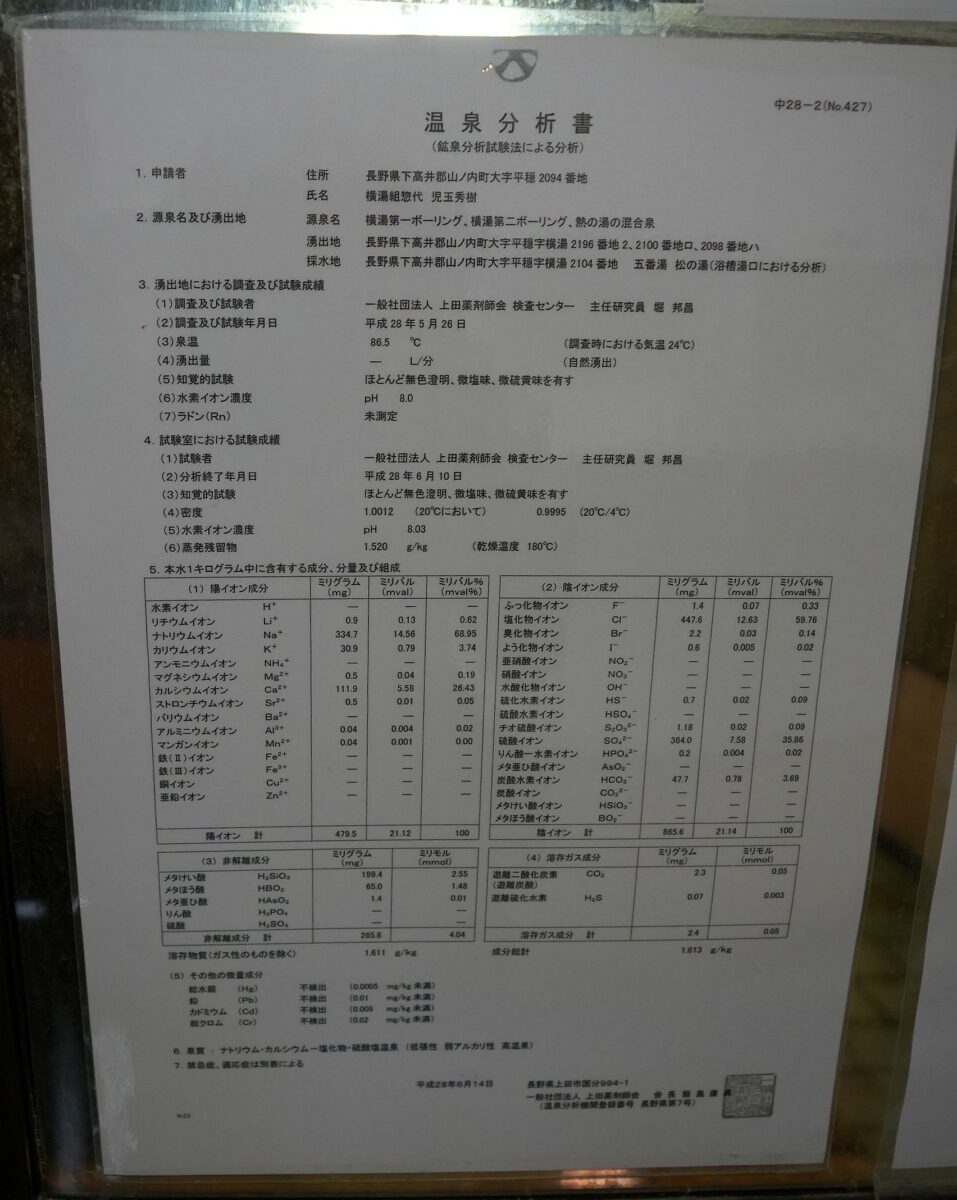 中28-2(No.427)
温泉分析書
(鉱泉分析試験法による分析)
1. 申請者 住所 長野県下高井郡山ノ内町大字平穏 2094 番地
氏名 横湯組惣代 児玉秀樹
2. 源泉名及び湧出地 源泉名 横湯第一ボーリング、横湯第二ボーリング、熱の湯の混合泉
湧出地 長野県下高井郡山ノ内町大字平穏字横湯 2196 番地 2、2100 番地ロ、2098 番地ハ
採水地 長野県下高井郡山ノ内町大字平穏字横湯 2104 番地 五番湯 松の湯(浴槽湯口における分析)
3. 湧出地における調査及び試験成績
(1)調査及び試験者 一般社団法人 上田薬剤師会 検査センター 主任研究員 堀 邦昌
(2)調査及び試験年月日 平成 28 年 5 月 26 日
(3)泉温 86.5 ℃ (調査時における気温 24℃)
(4)湧出量 — L/分 (自然湧出)
(5)知覚的試験 ほとんど無色澄明、微塩味、微硫黄味を有す
(6)水素イオン濃度 pH 8.0
(7)ラドン(Rn) 未測定
4. 試験室における試験成績
(1)試験者 一般社団法人 上田薬剤師会 検査センター 主任研究員 堀 邦昌
(2)分析終了年月日 平成 28 年 6 月 10 日
(3)知覚的試験 ほとんど無色澄明、微塩味、微硫黄味を有す
(4)密度 1.0012 (20℃において) 0.9995 (20℃/4℃)
(5)水素イオン濃度 pH 8.03
(6)蒸発残留物 1.520 g/kg (乾燥温度 180℃)
5. 本水1キログラム中に含有する成分、分量及び組成
(1) 陽イオン成分 ミリグラム(mg) ミリバル(mval) ミリバル%(mval%)
水素イオン H⁺ — — —
リチウムイオン Li⁺ 0.9 0.13 0.62
ナトリウムイオン Na⁺ 334.7 14.56 68.95
カリウムイオン K⁺ 30.9 0.79 3.74
アンモニウムイオン NH₄⁺ — — —
マグネシウムイオン Mg²⁺ 0.5 0.04 0.19
カルシウムイオン Ca²⁺ 111.9 5.58 26.43
ストロンチウムイオン Sr²⁺ 0.5 0.01 0.05
バリウムイオン Ba²⁺ — — —
アルミニウムイオン Al³⁺ 0.04 0.004 0.02
マンガンイオン Mn²⁺ 0.04 0.001 0.00
鉄(Ⅱ)イオン Fe²⁺ — — —
鉄(Ⅲ)イオン Fe³⁺ — — —
銅イオン Cu²⁺ — — —
亜鉛イオン Zn²⁺ — — —
陽イオン 計 479.5 21.12 100
(2) 陰イオン成分 ミリグラム(mg) ミリバル(mval) ミリバル%(mval%)
ふっ化物イオン F⁻ 1.4 0.07 0.33
塩化物イオン Cl⁻ 447.6 12.63 59.76
臭化物イオン Br⁻ 2.2 0.03 0.14
よう化物イオン I⁻ 0.6 0.005 0.02
亜硝酸イオン NO₂⁻ — — —
硝酸イオン NO₃⁻ — — —
水酸化物イオン OH⁻ — — —
硫化水素イオン HS⁻ 0.7 0.02 0.09
硫酸水素イオン HSO₄⁻ — — —
チオ硫酸イオン S₂O₃²⁻ 1.18 0.02 0.09
硫酸イオン SO₄²⁻ 364.0 7.58 35.86
りん酸一水素イオン HPO₄²⁻ 0.2 0.004 0.02
メタ亜ひ酸イオン AsO₂⁻ — — —
炭酸水素イオン HCO₃⁻ 47.7 0.78 3.69
炭酸イオン CO₃²⁻ — — —
メタけい酸イオン HSiO₃⁻ — — —
メタほう酸イオン BO₂⁻ — — —
陰イオン 計 865.6 21.14 100
(3) 非解離成分 ミリグラム(mg) ミリモル(mmol)
メタけい酸 H₂SiO₃ 199.4 2.55
メタほう酸 HBO₂ 65.0 1.48
メタ亜ひ酸 HAsO₂ 1.4 0.01
りん酸 H₃PO₄ — —
硫酸 H₂SO₄ — —
非解離成分 計 265.8 4.04
(4) 溶存ガス成分 ミリグラム(mg) ミリモル(mmol)
遊離二酸化炭素 CO₂ 2.3 0.05
(遊離炭酸)
遊離硫化水素 H₂S 0.07 0.003
溶存ガス成分 計 2.4 0.05
溶存物質(ガス性のものを除く) 1.611 g/kg 成分総計 1.613 g/kg
(5) その他の微量成分
総水銀 (Hg) 不検出 (0.0005 mg/kg 未満)
鉛 (Pb) 不検出 (0.01 mg/kg 未満)
カドミウム (Cd) 不検出 (0.005 mg/kg 未満)
総クロム (Cr) 不検出 (0.02 mg/kg 未満)
6. 泉質 : ナトリウム・カルシウム—塩化物・硫酸塩温泉 (低張性 弱アルカリ性 高温泉)
7. 禁忌症、適応症は別表による
平成28年6月14日 長野県上田市国分994-1
一般社団法人 上田薬剤師会 会長 飯島康
(温泉分析機関登録番号 長野県第7号)